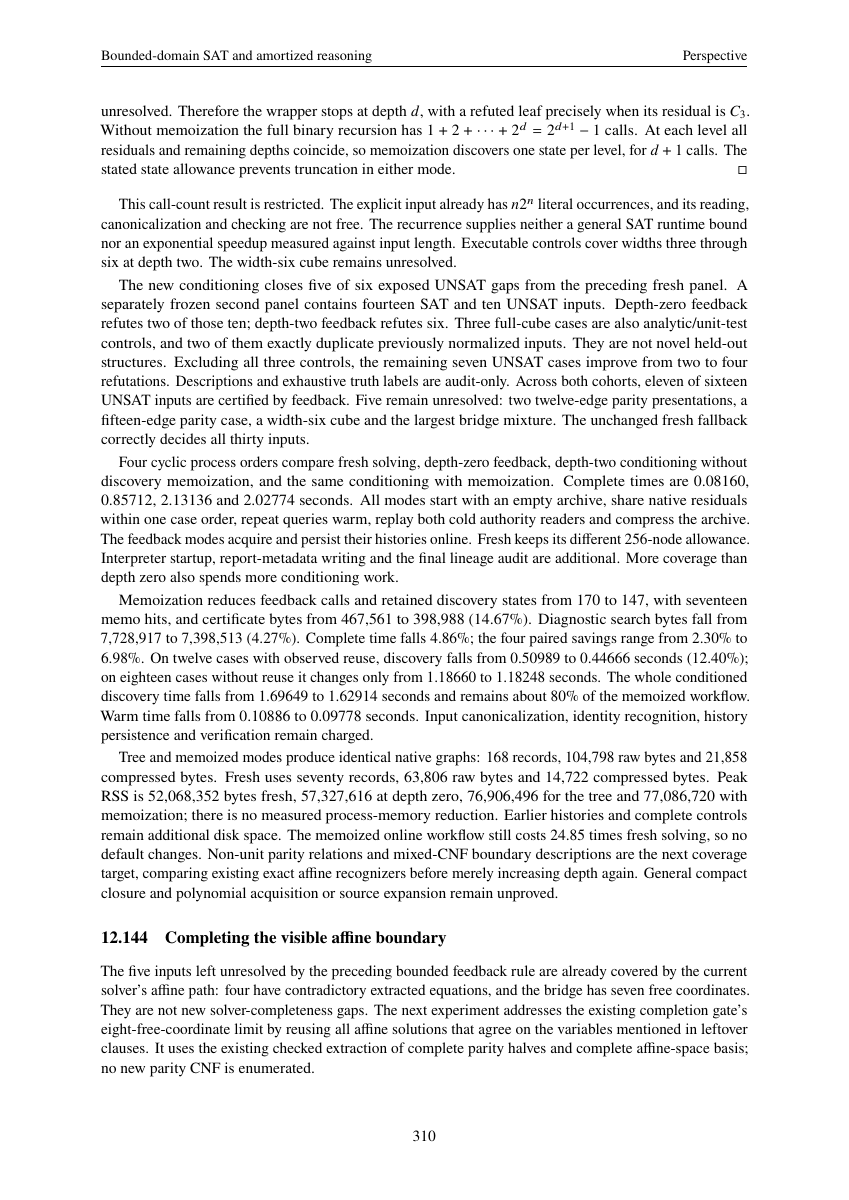 Bounded-domain SAT and amortized reasoning Perspective
unresolved. Therefore the wrapper stops at depth d, with a refuted leaf precisely when its residual is C₃.
Without memoization the full binary recursion has 1 + 2 + · · · + 2ᵈ = 2ᵈ⁺¹ − 1 calls. At each level all
residuals and remaining depths coincide, so memoization discovers one state per level, for d + 1 calls. The
stated state allowance prevents truncation in either mode. □
This call-count result is restricted. The explicit input already has n2ⁿ literal occurrences, and its reading,
canonicalization and checking are not free. The recurrence supplies neither a general SAT runtime bound
nor an exponential speedup measured against input length. Executable controls cover widths three through
six at depth two. The width-six cube remains unresolved.
The new conditioning closes five of six exposed UNSAT gaps from the preceding fresh panel. A
separately frozen second panel contains fourteen SAT and ten UNSAT inputs. Depth-zero feedback
refutes two of those ten; depth-two feedback refutes six. Three full-cube cases are also analytic/unit-test
controls, and two of them exactly duplicate previously normalized inputs. They are not novel held-out
structures. Excluding all three controls, the remaining seven UNSAT cases improve from two to four
refutations. Descriptions and exhaustive truth labels are audit-only. Across both cohorts, eleven of sixteen
UNSAT inputs are certified by feedback. Five remain unresolved: two twelve-edge parity presentations, a
fifteen-edge parity case, a width-six cube and the largest bridge mixture. The unchanged fresh fallback
correctly decides all thirty inputs.
Four cyclic process orders compare fresh solving, depth-zero feedback, depth-two conditioning without
discovery memoization, and the same conditioning with memoization. Complete times are 0.08160,
0.85712, 2.13136 and 2.02774 seconds. All modes start with an empty archive, share native residuals
within one case order, repeat queries warm, replay both cold authority readers and compress the archive.
The feedback modes acquire and persist their histories online. Fresh keeps its different 256-node allowance.
Interpreter startup, report-metadata writing and the final lineage audit are additional. More coverage than
depth zero also spends more conditioning work.
Memoization reduces feedback calls and retained discovery states from 170 to 147, with seventeen
memo hits, and certificate bytes from 467,561 to 398,988 (14.67%). Diagnostic search bytes fall from
7,728,917 to 7,398,513 (4.27%). Complete time falls 4.86%; the four paired savings range from 2.30% to
6.98%. On twelve cases with observed reuse, discovery falls from 0.50989 to 0.44666 seconds (12.40%);
on eighteen cases without reuse it changes only from 1.18660 to 1.18248 seconds. The whole conditioned
discovery time falls from 1.69649 to 1.62914 seconds and remains about 80% of the memoized workflow.
Warm time falls from 0.10886 to 0.09778 seconds. Input canonicalization, identity recognition, history
persistence and verification remain charged.
Tree and memoized modes produce identical native graphs: 168 records, 104,798 raw bytes and 21,858
compressed bytes. Fresh uses seventy records, 63,806 raw bytes and 14,722 compressed bytes. Peak
RSS is 52,068,352 bytes fresh, 57,327,616 at depth zero, 76,906,496 for the tree and 77,086,720 with
memoization; there is no measured process-memory reduction. Earlier histories and complete controls
remain additional disk space. The memoized online workflow still costs 24.85 times fresh solving, so no
default changes. Non-unit parity relations and mixed-CNF boundary descriptions are the next coverage
target, comparing existing exact affine recognizers before merely increasing depth again. General compact
closure and polynomial acquisition or source expansion remain unproved.
12.144 Completing the visible affine boundary
The five inputs left unresolved by the preceding bounded feedback rule are already covered by the current
solver's affine path: four have contradictory extracted equations, and the bridge has seven free coordinates.
They are not new solver-completeness gaps. The next experiment addresses the existing completion gate's
eight-free-coordinate limit by reusing all affine solutions that agree on the variables mentioned in leftover
clauses. It uses the existing checked extraction of complete parity halves and complete affine-space basis;
no new parity CNF is enumerated.
310